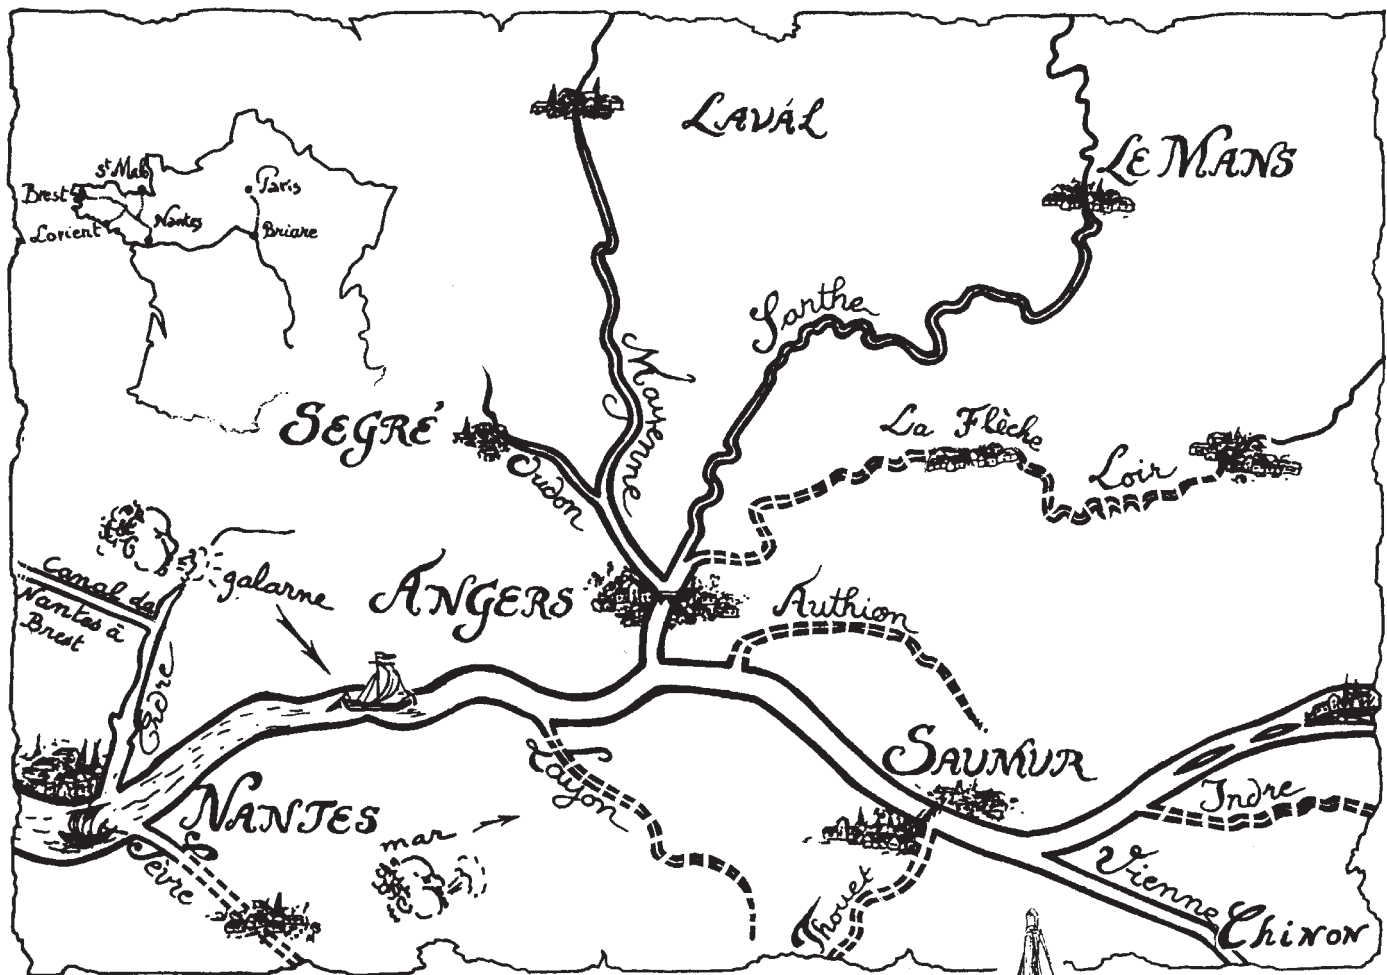 LAVÁL
LE MANS
St Malo
Brest
Paris
Nantes
Lorient
Briare
Sarthe
Mayenne
SEGRÉ
La Flèche
Oudon
Loir
galarne
Canal de
Nantes à
Brest
ANGERS
Authion
Erdre
SAUMUR
Layon
Indre
NANTES
mar
Sèvre
Vienne
Thouet
CHINON